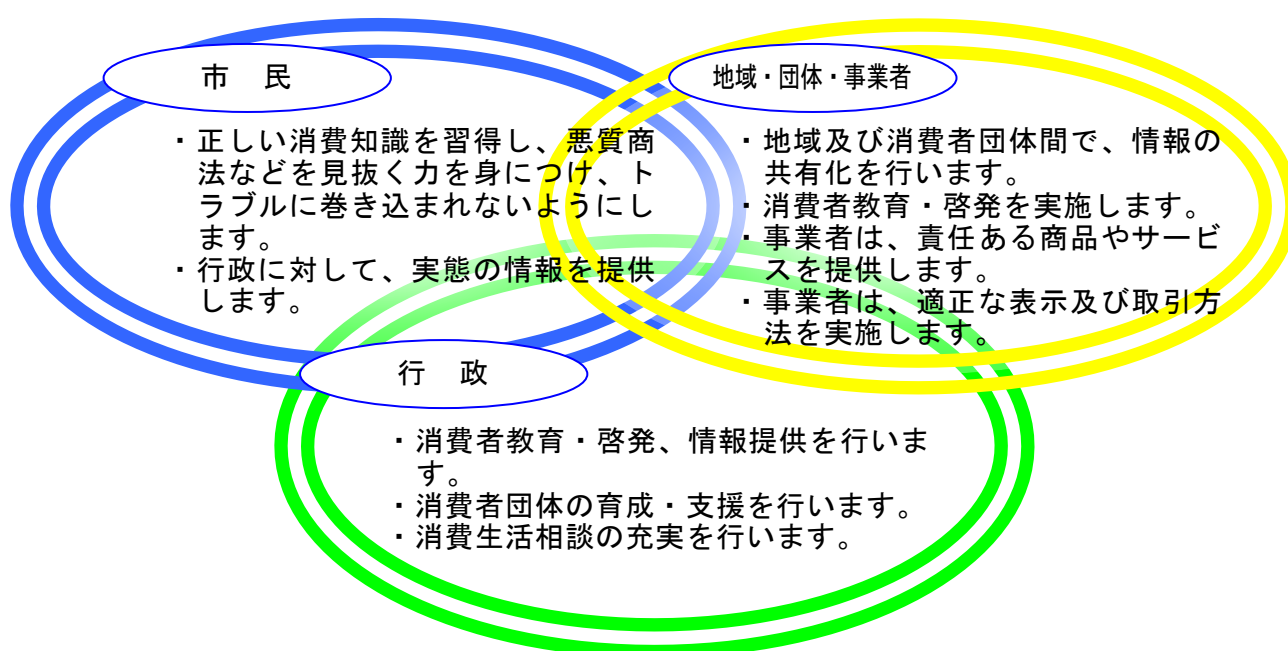 市　民
・正しい消費知識を習得し、悪質商
法などを見抜く力を身につけ、ト
ラブルに巻き込まれないようにし
ます。
・行政に対して、実態の情報を提供
します。
地域・団体・事業者
・地域及び消費者団体間で、情報の
共有化を行います。
・消費者教育・啓発を実施します。
・事業者は、責任ある商品やサービ
スを提供します。
・事業者は、適正な表示及び取引方
法を実施します。
行　政
・消費者教育・啓発、情報提供を行いま
す。
・消費者団体の育成・支援を行います。
・消費生活相談の充実を行います。